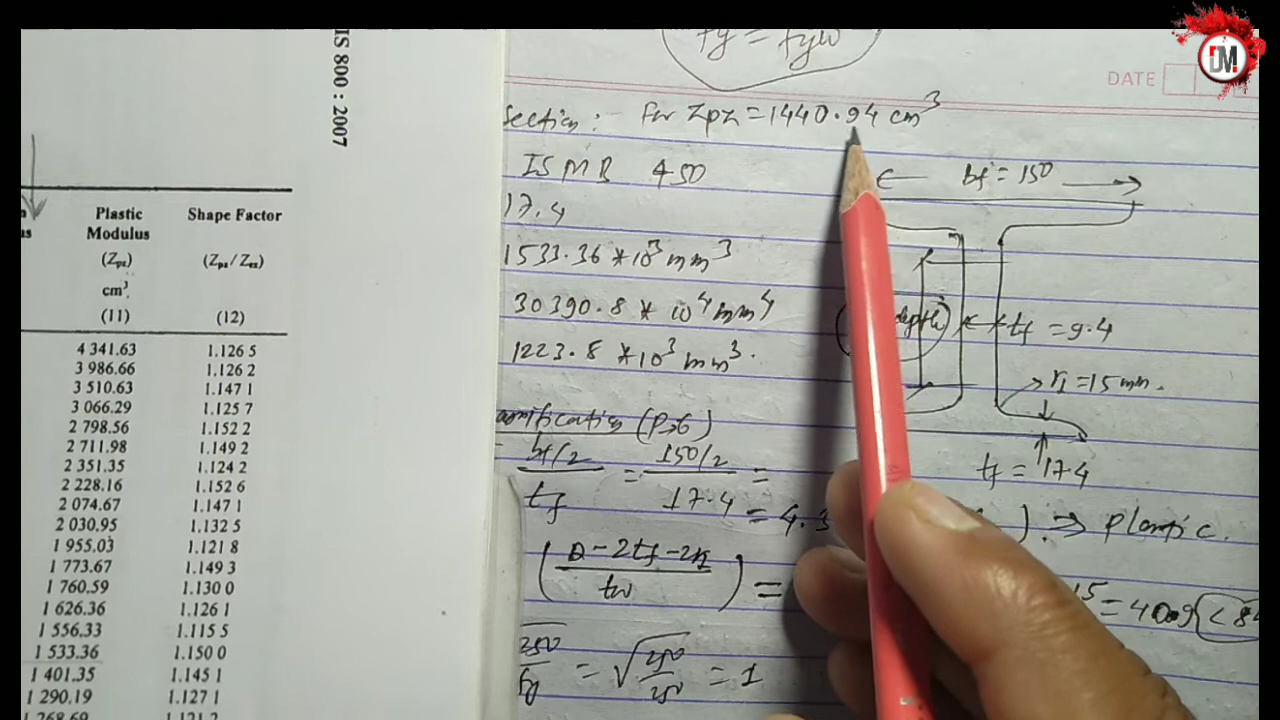 IS 800 : 2007
Plastic Shape Factor
Modulus
(Zpz) (Zpz/Zez)
cm³
(11) (12)
4 341.63 1.126 5
3 986.66 1.126 2
3 510.63 1.147 1
3 066.29 1.125 7
2 798.56 1.152 2
2 711.98 1.149 2
2 351.35 1.124 2
2 228.16 1.152 6
2 074.67 1.147 1
2 030.95 1.132 5
1 955.03 1.121 8
1 773.67 1.149 3
1 760.59 1.130 0
1 626.36 1.126 1
1 556.33 1.115 5
1 533.36 1.150 0
1 401.35 1.145 1
1 290.19 1.127 1
fy = fyw
DATE
DM
Section :- For Zpz = 1440.94 cm³
ISMB 450
bf = 150
17.4
1533.36 * 10³ mm³
30390.8 * 10⁴ mm⁴
depth
tf = 9.4
1223.8 * 10³ mm³.
r1 = 15 mm.
(P-6)
tf = 17.4
bf/2 / tf = 150/2 / 17.4 =
= 4.3 ) => plastic.
(D - 2tf - 2r1 / tw) =
15 = 40.9 < 84
250 / fy = √250/250 = 1